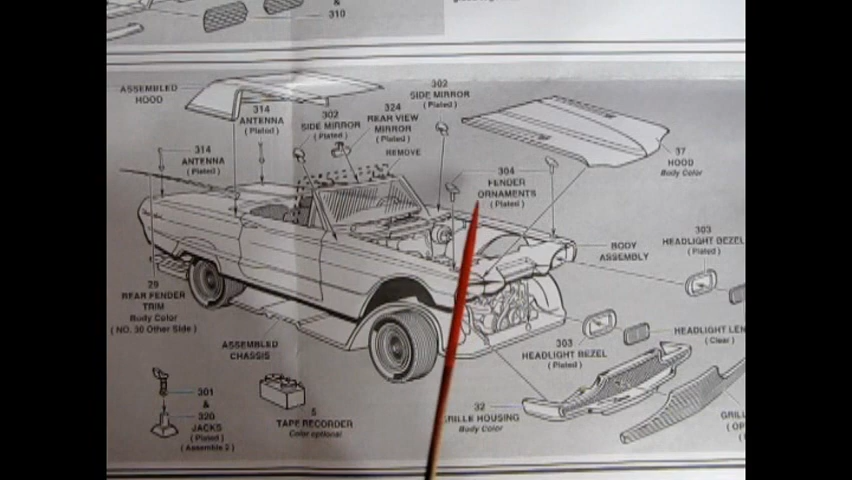 &
310
ASSEMBLED
HOOD
314
ANTENNA
( Plated )
302
SIDE MIRROR
( Plated )
324
REAR VIEW
MIRROR
( Plated )
302
SIDE MIRROR
( Plated )
REMOVE
314
ANTENNA
( Plated )
304
FENDER
ORNAMENTS
( Plated )
37
HOOD
Body Color
303
HEADLIGHT BEZEL
( Plated )
BODY
ASSEMBLY
29
REAR FENDER
TRIM
Body Color
( NO. 30 Other Side )
ASSEMBLED
CHASSIS
303
HEADLIGHT BEZEL
( Plated )
HEADLIGHT LEN
( Clear )
301
&
320
JACKS
( Plated )
( Assemble 2 )
5
TAPE RECORDER
Color optional
32
GRILLE HOUSING
Body Color
GRILL
( OP